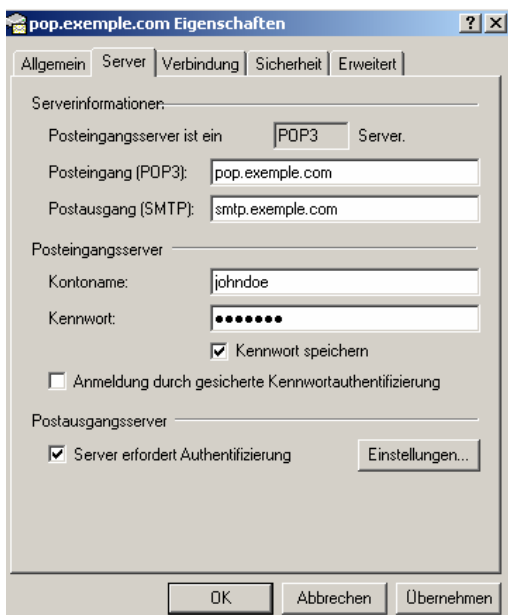 pop.exemple.com Eigenschaften
Allgemein Server Verbindung Sicherheit Erweitert
Serverinformationen:
Posteingangsserver ist ein POP3 Server.
Posteingang (POP3): pop.exemple.com
Postausgang (SMTP): smtp.exemple.com
Posteingangsserver
Kontoname: johndoe
Kennwort: •••••••
Kennwort speichern
Anmeldung durch gesicherte Kennwortauthentifizierung
Postausgangsserver
Server erfordert Authentifizierung Einstellungen...
OK Abbrechen Übernehmen